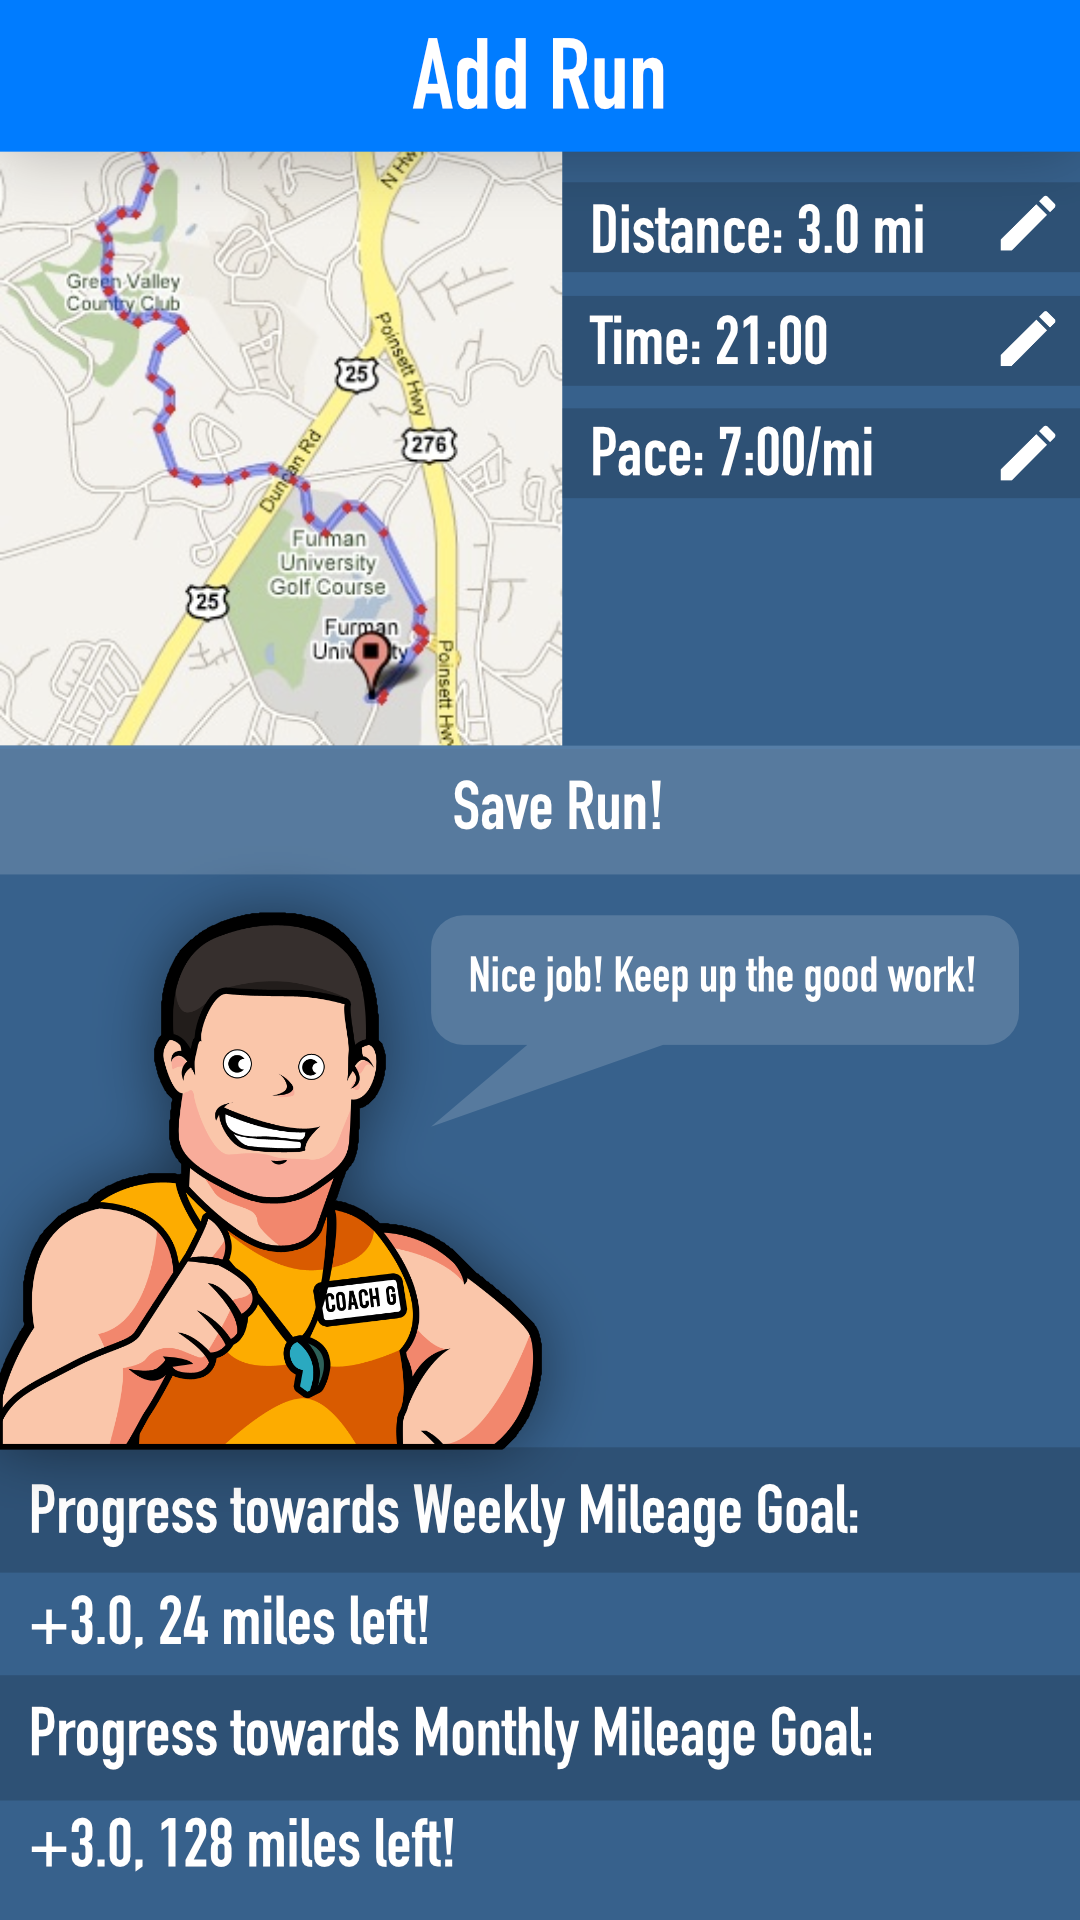 Add Run
N Hwy
Distance: 3.0 mi
Green Valley
Country Club
Time: 21:00
Poinsett Hwy
25
Pace: 7:00/mi
276
Duncan Rd
Furman
University
Golf Course
25
Furman
University
Poinsett Hwy
Save Run!
Nice job! Keep up the good work!
COACH G
Progress towards Weekly Mileage Goal:
+3.0, 24 miles left!
Progress towards Monthly Mileage Goal:
+3.0, 128 miles left!